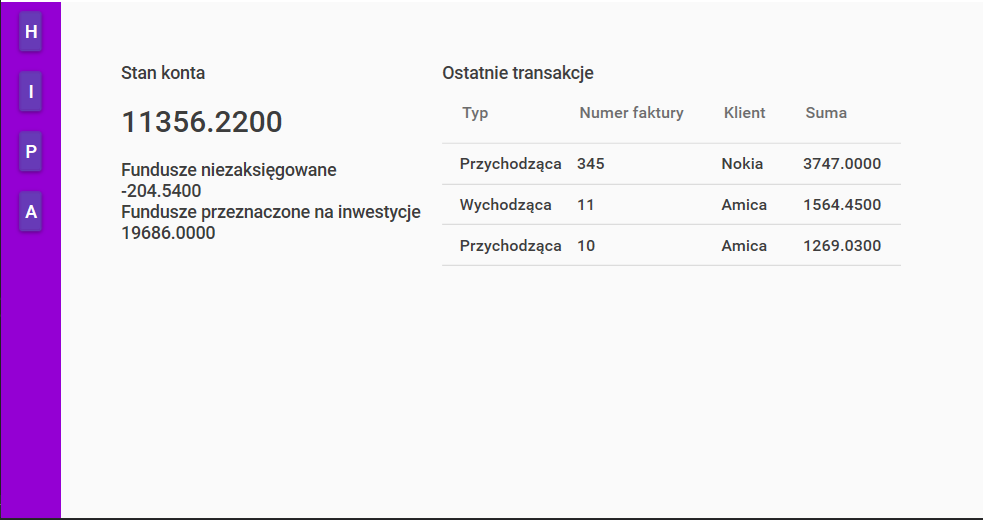 H
I
P
A
Stan konta
11356.2200
Fundusze niezaksięgowane
-204.5400
Fundusze przeznaczone na inwestycje
19686.0000
Ostatnie transakcje
Typ Numer faktury Klient Suma
Przychodząca 345 Nokia 3747.0000
Wychodząca 11 Amica 1564.4500
Przychodząca 10 Amica 1269.0300